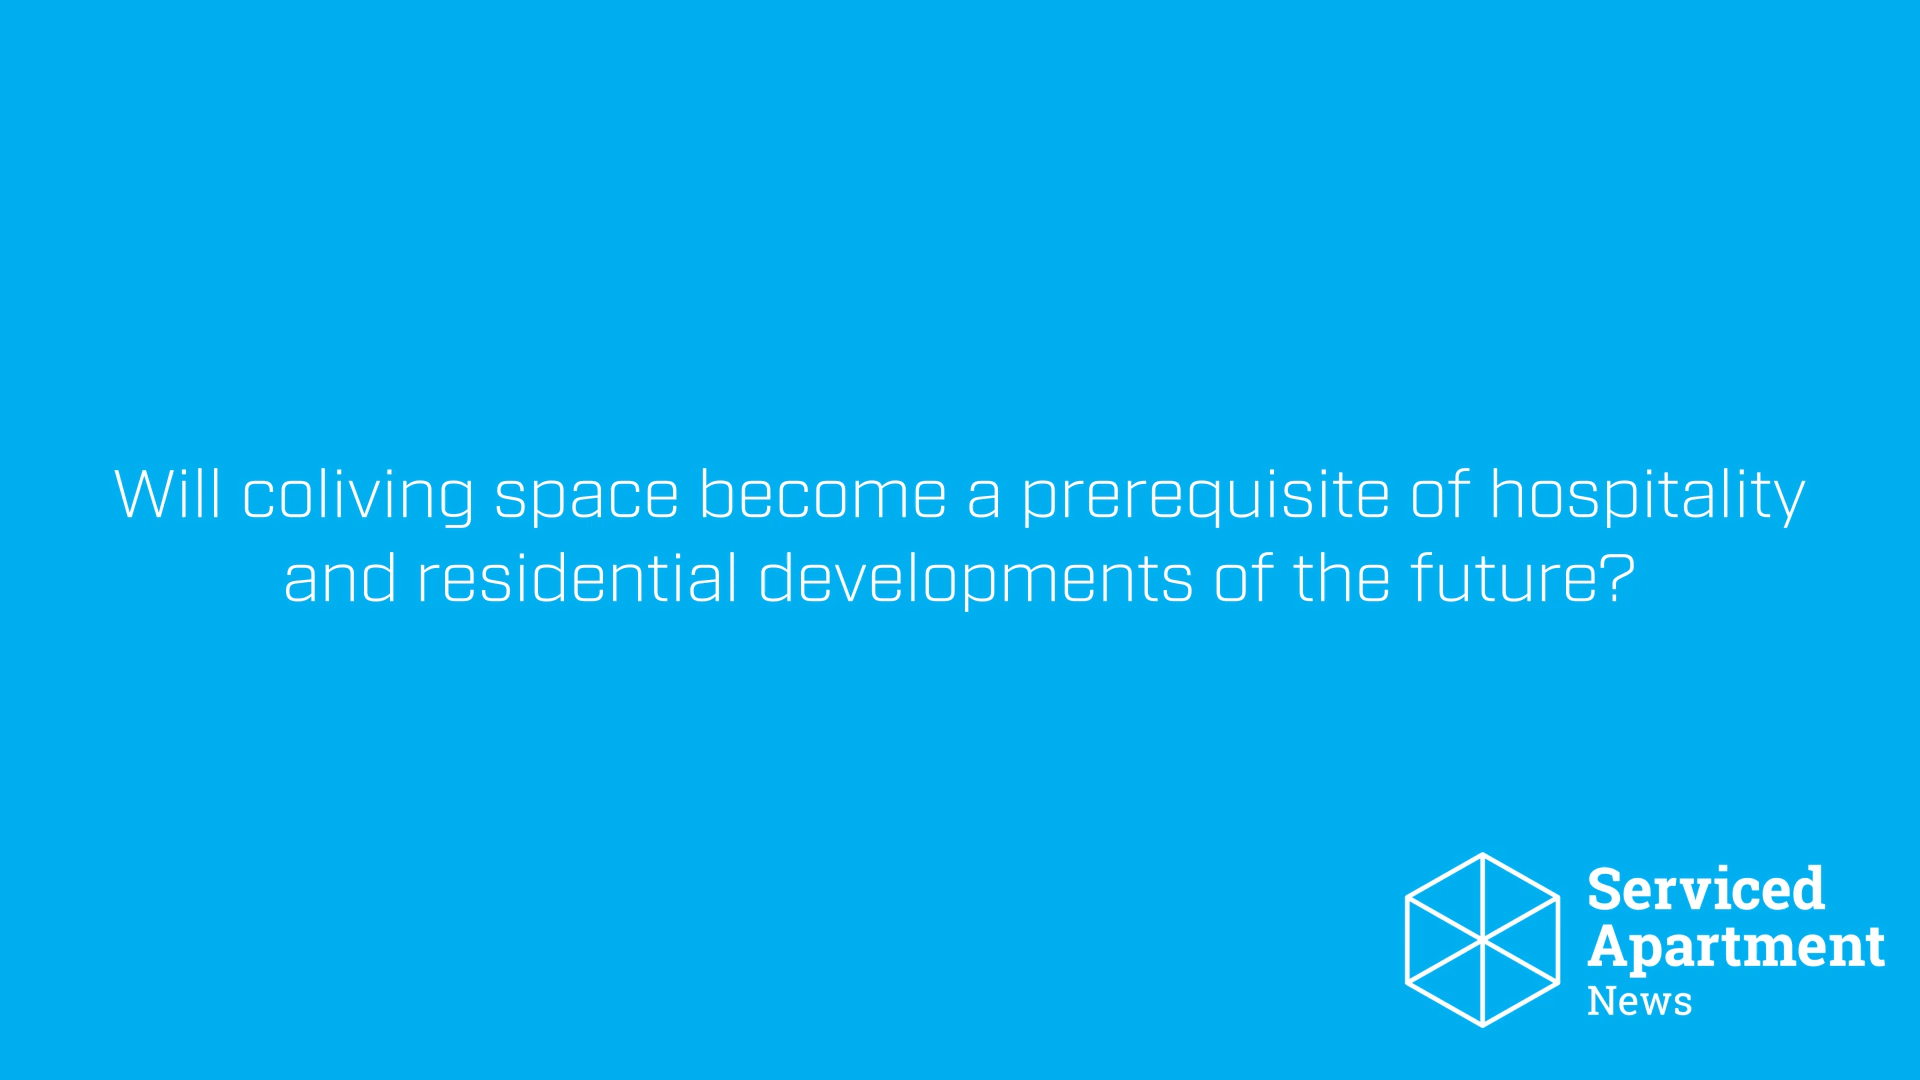 Will coliving space become a prerequisite of hospitality
and residential developments of the future?
Serviced
Apartment
News